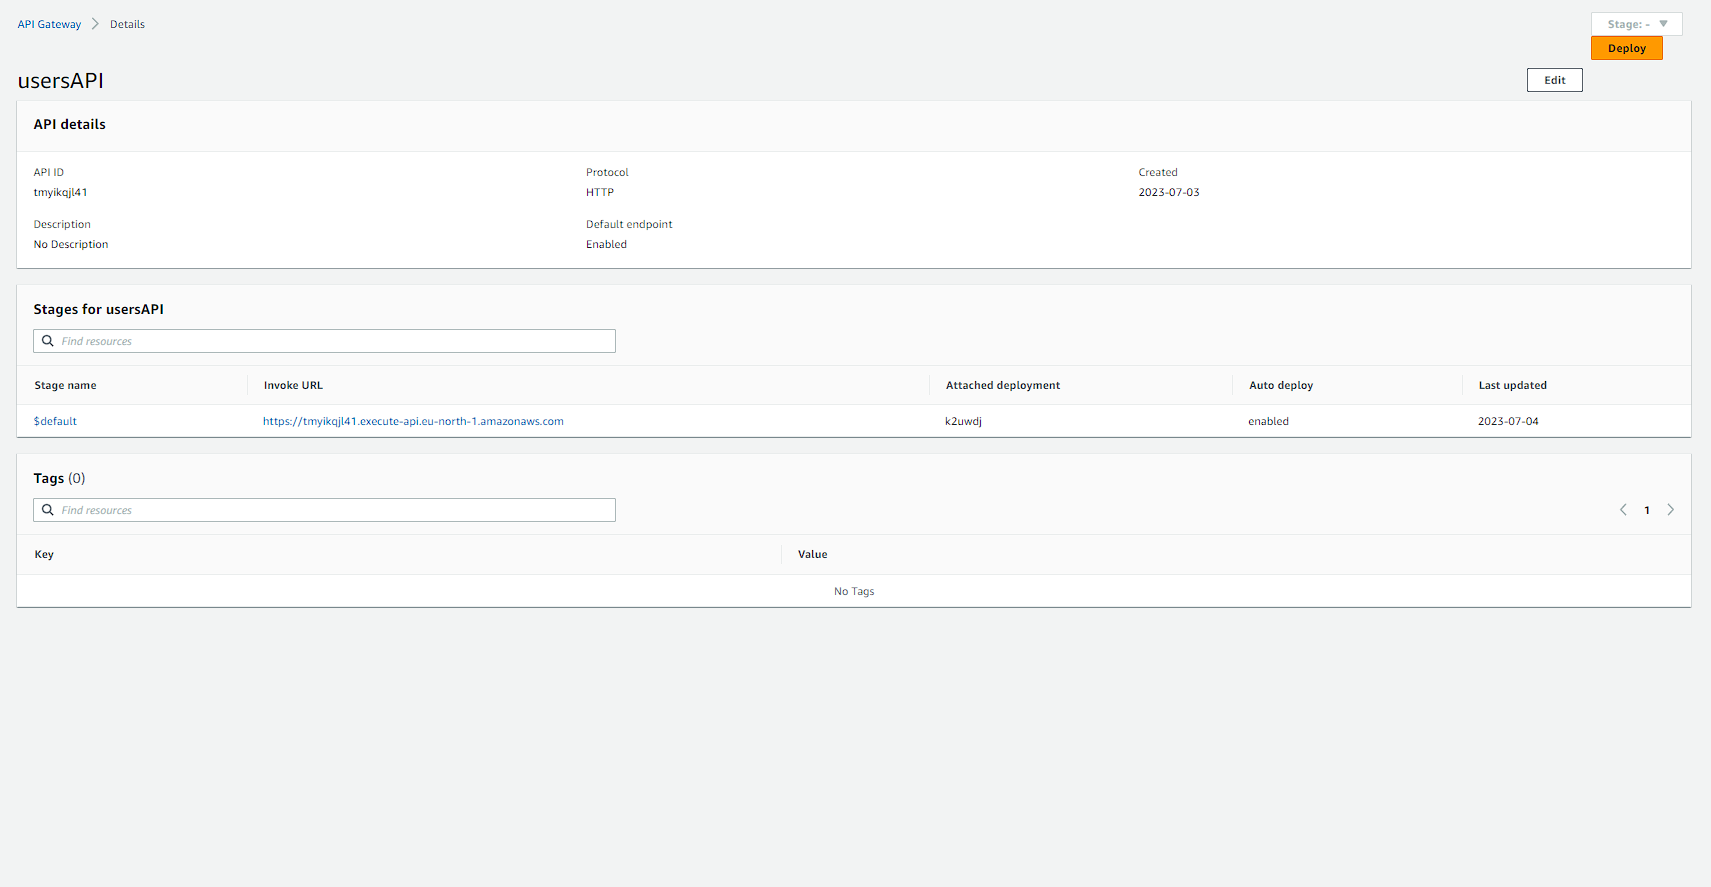 API Gateway > Details
Stage: - ▼
Deploy
usersAPI
Edit
API details
API ID
Protocol
Created
tmyikqjl41
HTTP
2023-07-03
Description
Default endpoint
No Description
Enabled
Stages for usersAPI
Find resources
Stage name
Invoke URL
Attached deployment
Auto deploy
Last updated
$default
https://tmyikqjl41.execute-api.eu-north-1.amazonaws.com
k2uwdj
enabled
2023-07-04
Tags (0)
Find resources
< 1 >
Key
Value
No Tags